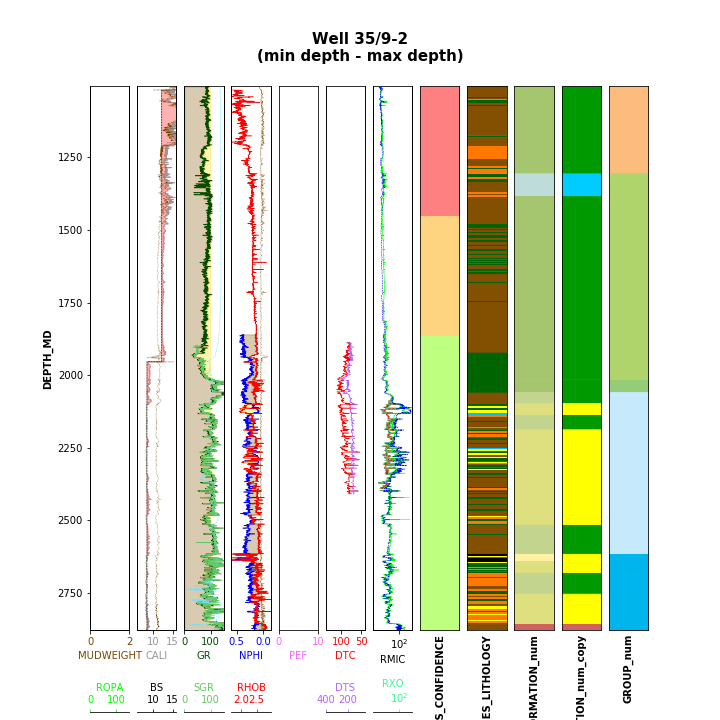 Well 35/9-2
(min depth - max depth)
DEPTH_MD
1250
1500
1750
2000
2250
2500
2750
0 2 10 15 0 100 0.5 0.0 0 10 100 50 10²
MUDWEIGHT CALI GR NPHI PEF DTC RMIC
ROPA BS SGR RHOB DTS RXO
0 100 10 15 0 100 2.0 2.5 400 200 10²
S_CONFIDENCE
ES_LITHOLOGY
RMATION_num
TION_num_copy
GROUP_num